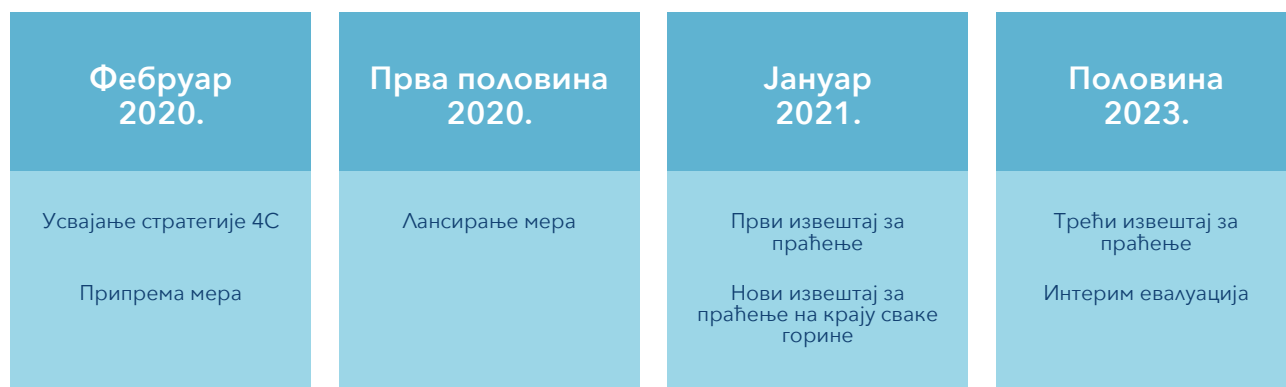 Фебруар
2020.
Усвајање стратегије 4С
Припрема мера
Прва половина
2020.
Лансирање мера
Јануар
2021.
Први извештај за
праћење
Нови извештај за
праћење на крају сваке
горине
Половина
2023.
Трећи извештај за
праћење
Интерим евалуација